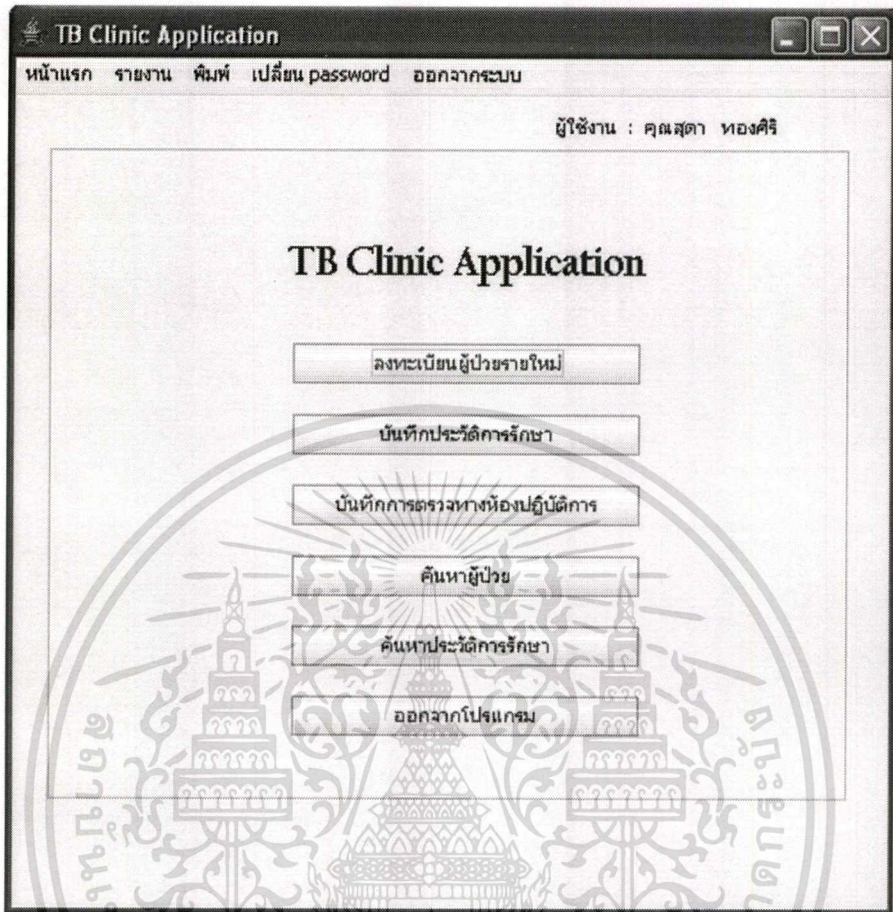 TB Clinic Application
หน้าแรก รายงาน พิมพ์ เปลี่ยน password ออกจากระบบ
ผู้ใช้งาน : คุณสุดา ทองศิริ
TB Clinic Application
ลงทะเบียนผู้ป่วยรายใหม่
บันทึกประวัติการรักษา
บันทึกการตรวจทางห้องปฏิบัติการ
ค้นหาผู้ป่วย
ค้นหาประวัติการรักษา
ออกจากโปรแกรม